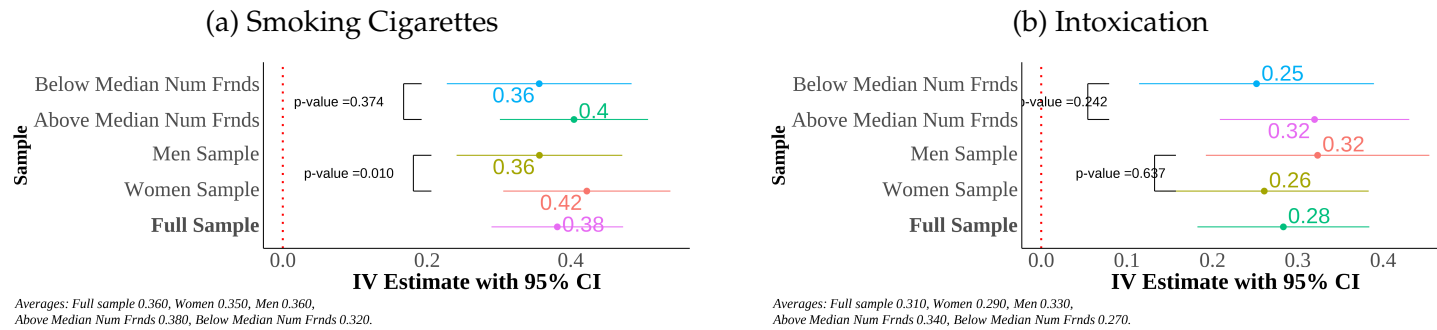 (a) Smoking Cigarettes
Sample
Below Median Num Frnds
Above Median Num Frnds
Men Sample
Women Sample
Full Sample
p-value =0.374
p-value =0.010
0.36
0.4
0.36
0.42
0.38
0.0 0.2 0.4
IV Estimate with 95% CI
Averages: Full sample 0.360, Women 0.350, Men 0.360,
Above Median Num Frnds 0.380, Below Median Num Frnds 0.320.
(b) Intoxication
Sample
Below Median Num Frnds
Above Median Num Frnds
Men Sample
Women Sample
Full Sample
p-value =0.242
p-value =0.637
0.25
0.32
0.32
0.26
0.28
0.0 0.1 0.2 0.3 0.4
IV Estimate with 95% CI
Averages: Full sample 0.310, Women 0.290, Men 0.330,
Above Median Num Frnds 0.340, Below Median Num Frnds 0.270.